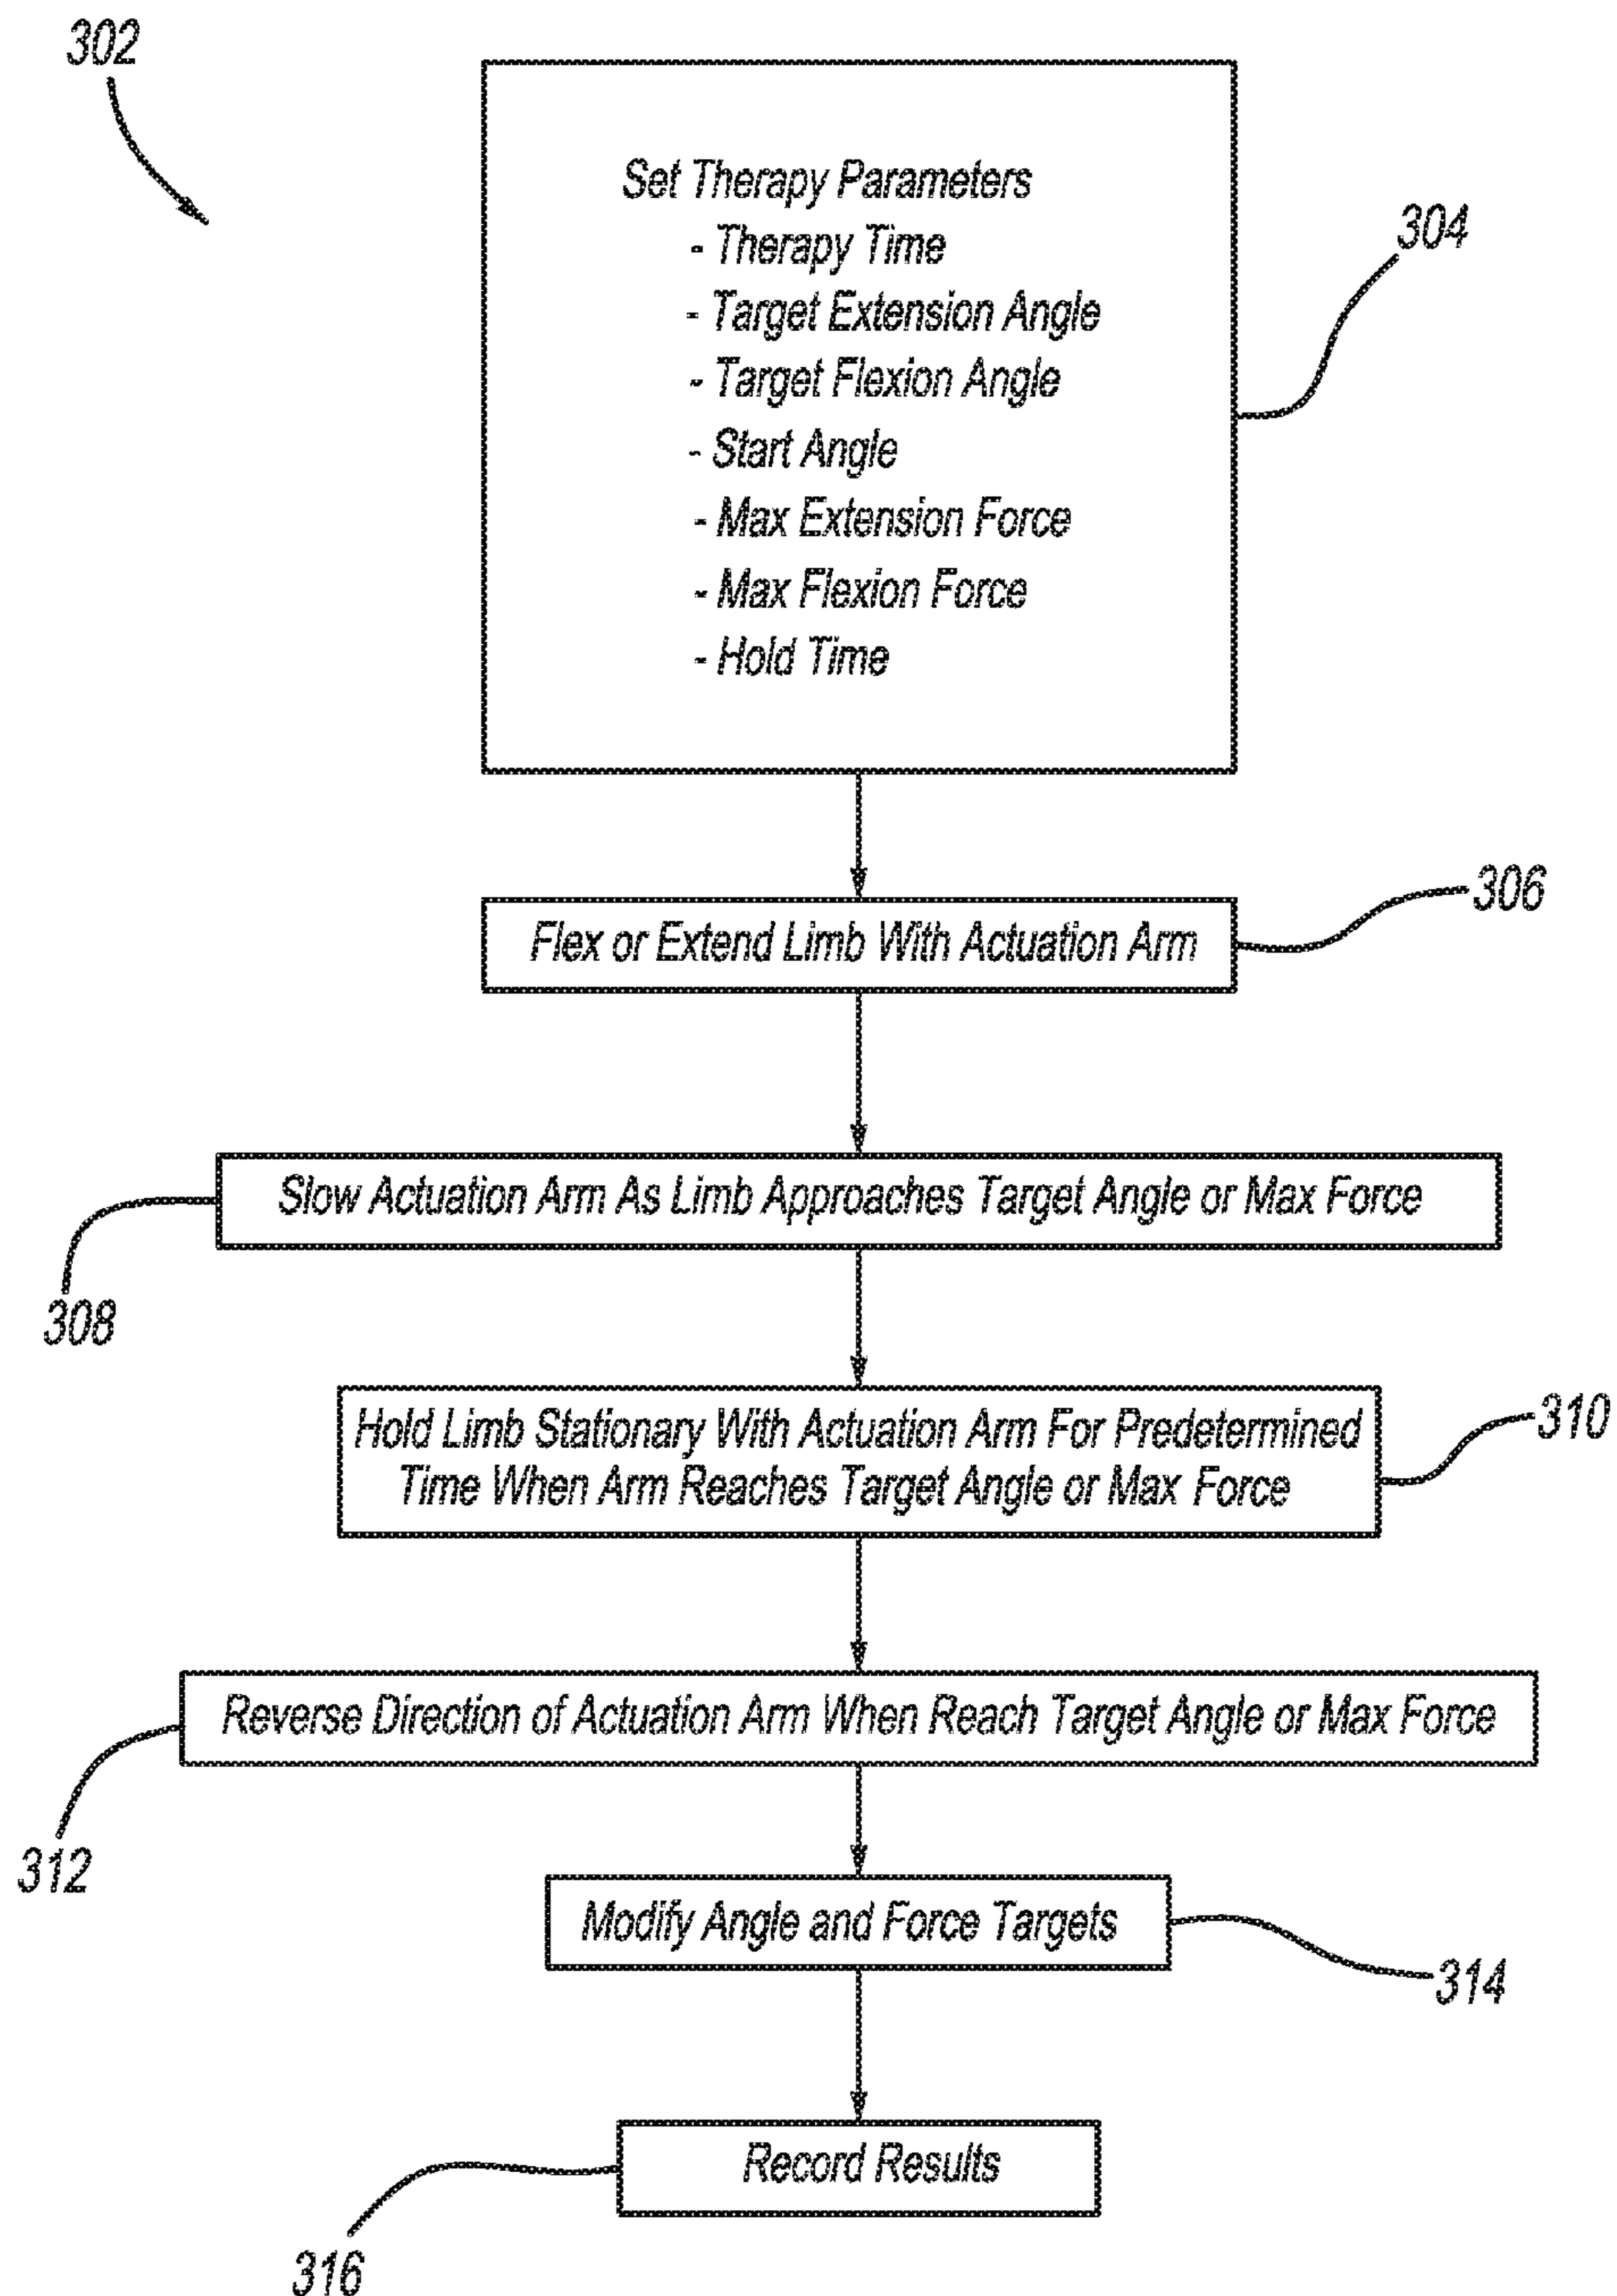 302
Set Therapy Parameters
- Therapy Time
304
- Target Extension Angle
- Target Flexion Angle
- Start Angle
- Max Extension Force
- Max Flexion Force
- Hold Time
306
Flex or Extend Limb With Actuation Arm
Slow Actuation Arm As Limb Approaches Target Angle or Max Force
308
Hold Limb Stationary With Actuation Arm For Predetermined
310
Time When Arm Reaches Target Angle or Max Force
Reverse Direction of Actuation Arm When Reach Target Angle or Max Force
312
Modify Angle and Force Targets
314
Record Results
316